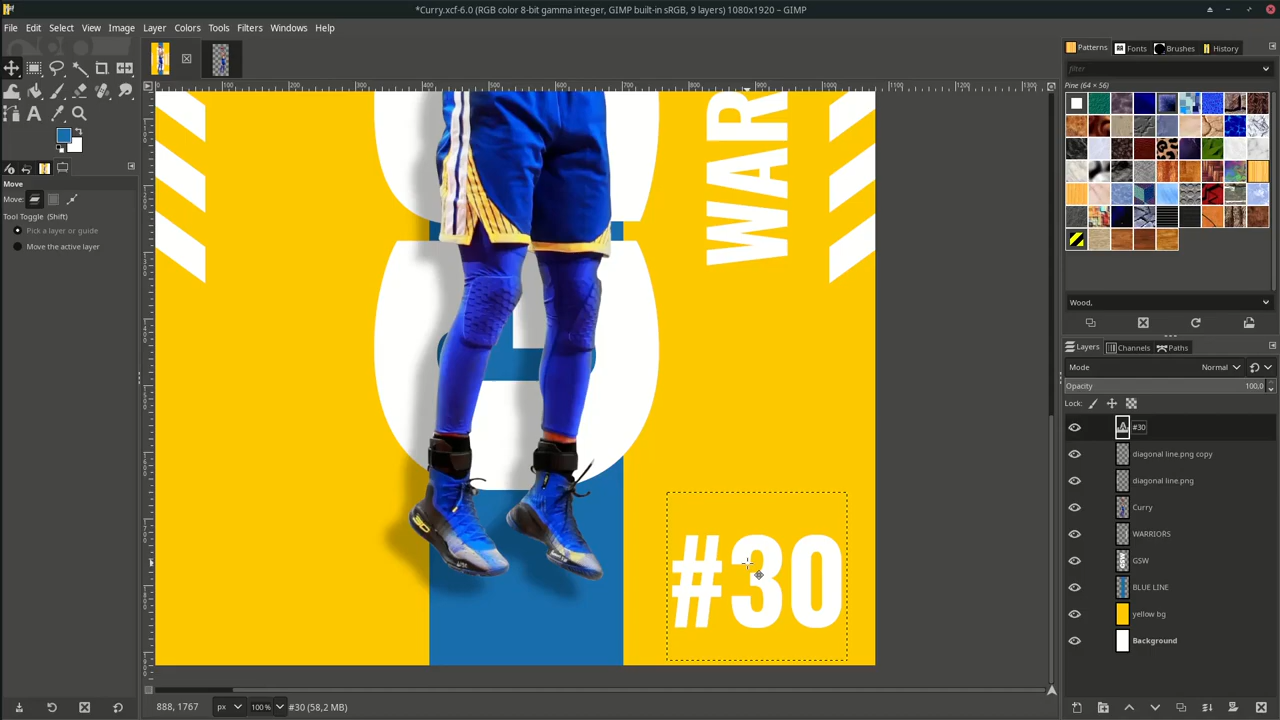 *Curry.xcf-6.0 (RGB color 8-bit gamma integer, GIMP built-in sRGB, 9 layers) 1080x1920 – GIMP
File Edit Select View Image Layer Colors Tools Filters Windows Help
Patterns Fonts Brushes History
filter
Pine (64 × 56)
Move
Move:
Tool Toggle (Shift)
Pick a layer or guide
Move the active layer
WAR
#30
Wood,
Layers Channels Paths
Mode Normal
Opacity 100,0
Lock:
#30
diagonal line.png copy
diagonal line.png
Curry
WARRIORS
GSW
BLUE LINE
yellow bg
Background
888, 1767 px 100 % #30 (58,2 MB)